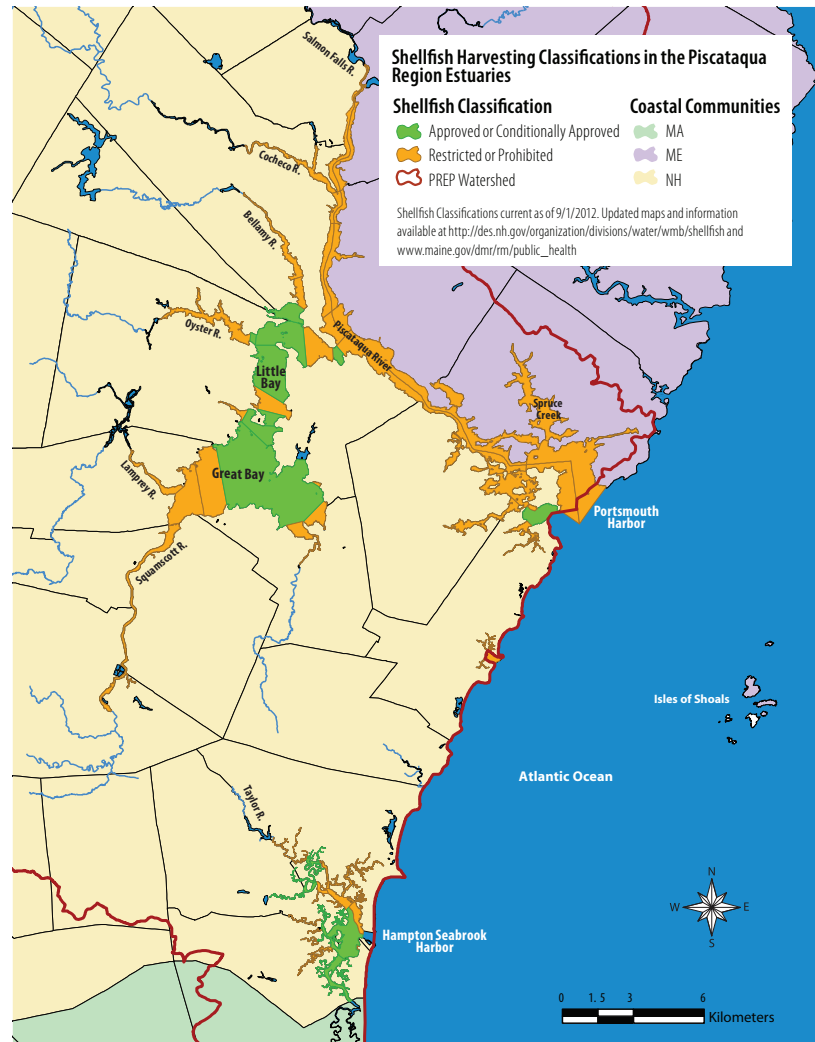 Shellfish Harvesting Classifications in the Piscataqua
Region Estuaries
Shellfish Classification
Approved or Conditionally Approved
Restricted or Prohibited
PREP Watershed
Coastal Communities
MA
ME
NH
Shellfish Classifications current as of 9/1/2012. Updated maps and information
available at http://des.nh.gov/organization/divisions/water/wmb/shellfish and
www.maine.gov/dmr/rm/public_health
Salmon Falls R.
Cocheco R.
Bellamy R.
Oyster R.
Piscataqua River
Little
Bay
Spruce
Creek
Great Bay
Lamprey R.
Portsmouth
Harbor
Squamscott R.
Isles of Shoals
Atlantic Ocean
Taylor R.
Hampton Seabrook
Harbor
N
W
E
S
0 1.5 3 6
Kilometers